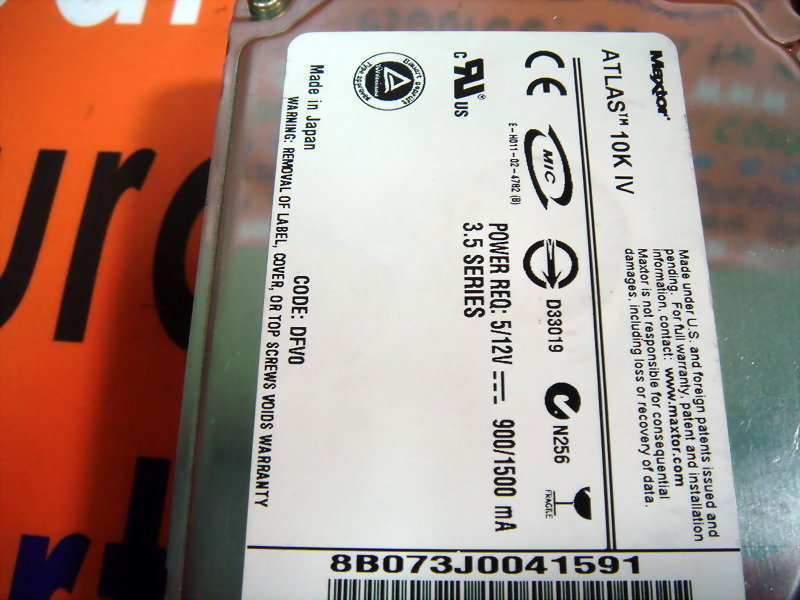 Maxtor
ATLAS™ 10K IV
Made under U.S. and foreign patents issued and
pending. For full warranty, patent and installation
information, contact: www.maxtor.com
Maxtor is not responsible for consequential
damages, including loss or recovery of data.
CE
MIC
E-H011-02-4762 (B)
D33019
N256
FRAGILE
c UR® US
POWER REQ: 5/12V 900/1500 mA
3.5 SERIES
Made in Japan
CODE: DFV0
WARNING: REMOVAL OF LABEL, COVER, OR TOP SCREWS VOIDS WARRANTY
8B073J0041591